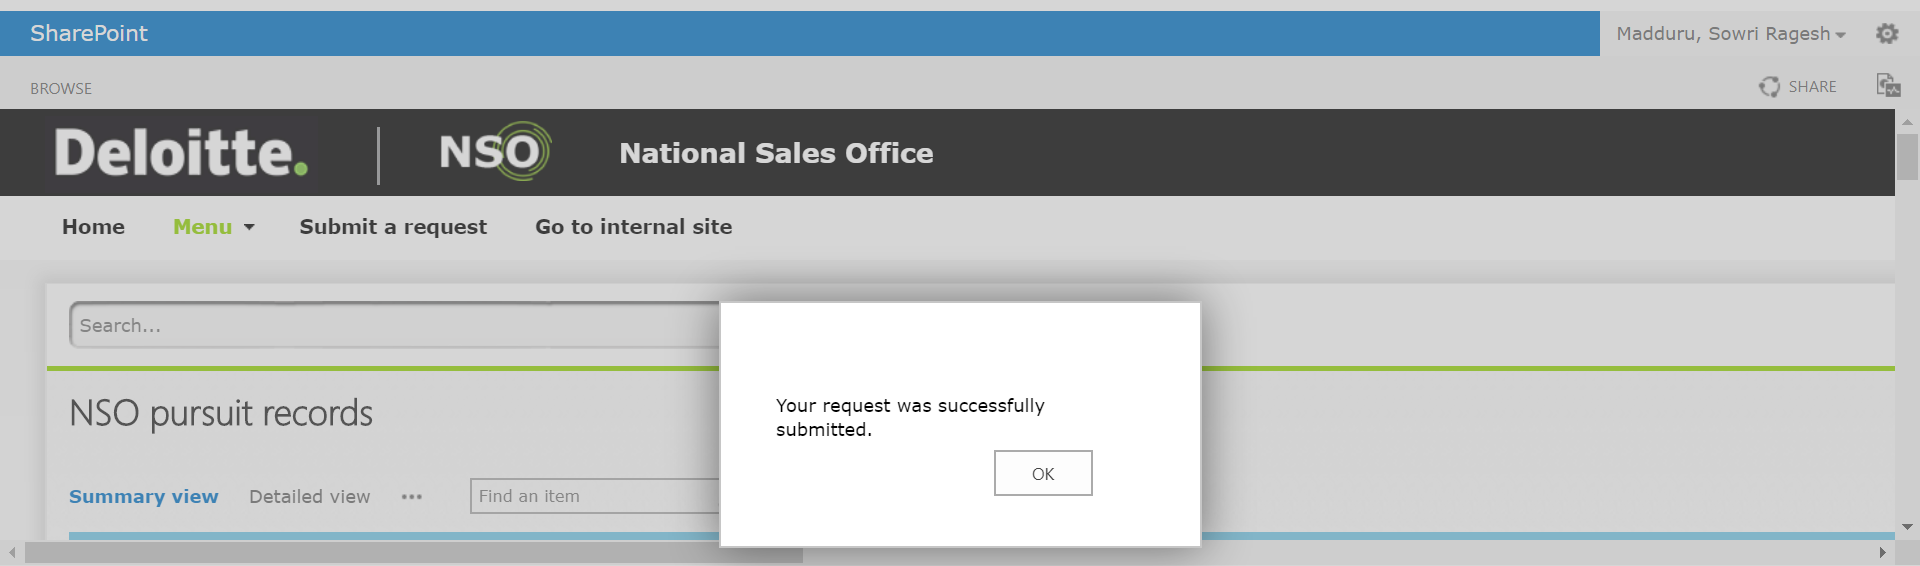 SharePoint
Madduru, Sowri Ragesh
BROWSE
SHARE
Deloitte.
NSO
National Sales Office
Home
Menu
Submit a request
Go to internal site
Search...
NSO pursuit records
Your request was successfully
submitted.
OK
Summary view
Detailed view
...
Find an item